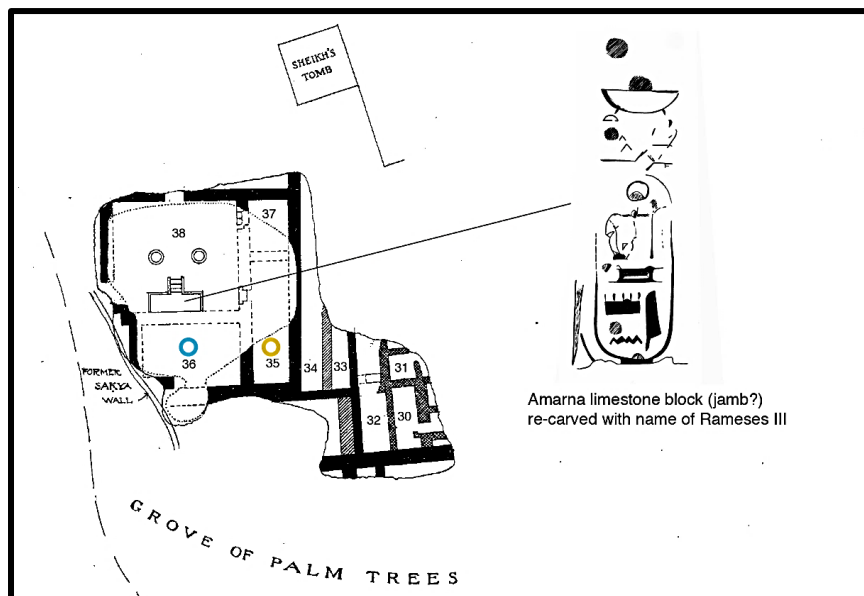 SHEIKH'S
TOMB
37
38
36
35
34
33
31
32
30
FORMER
SAKYA
WALL
Amarna limestone block (jamb?)
re-carved with name of Rameses III
GROVE OF PALM TREES